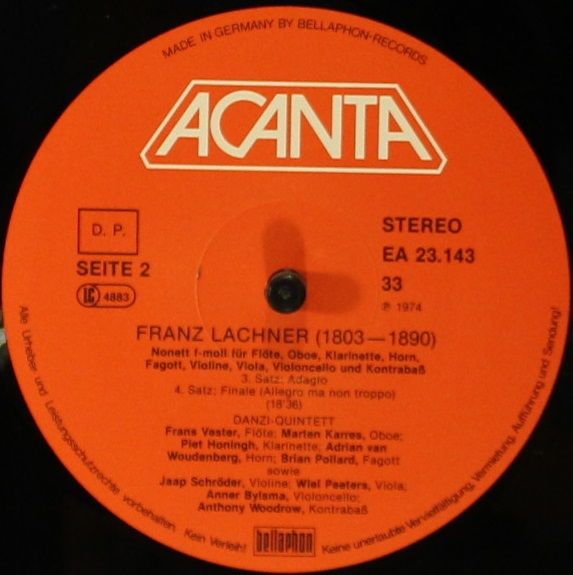 MADE IN GERMANY BY BELLAPHON-RECORDS
ACANTA
D. P.
SEITE 2
LC 4883
STEREO
EA 23.143
33
℗ 1974
FRANZ LACHNER (1803—1890)
Nonett f-moll für Flöte, Oboe, Klarinette, Horn,
Fagott, Violine, Viola, Violoncello und Kontrabaß
3. Satz: Adagio
4. Satz: Finale (Allegro ma non troppo)
(18'36)
DANZI-QUINTETT
Frans Vester, Flöte; Marten Karres, Oboe;
Piet Honingh, Klarinette; Adrian van
Woudenberg, Horn; Brian Pollard, Fagott
sowie
Jaap Schröder, Violine; Wiel Peeters, Viola;
Anner Bylsma, Violoncello;
Anthony Woodrow, Kontrabaß
bellaphon
Alle Urheber und Leistungsschutzrechte vorbehalten. Kein Verleih! Keine unerlaubte Vervielfältigung, Vermietung, Aufführung und Sendung!